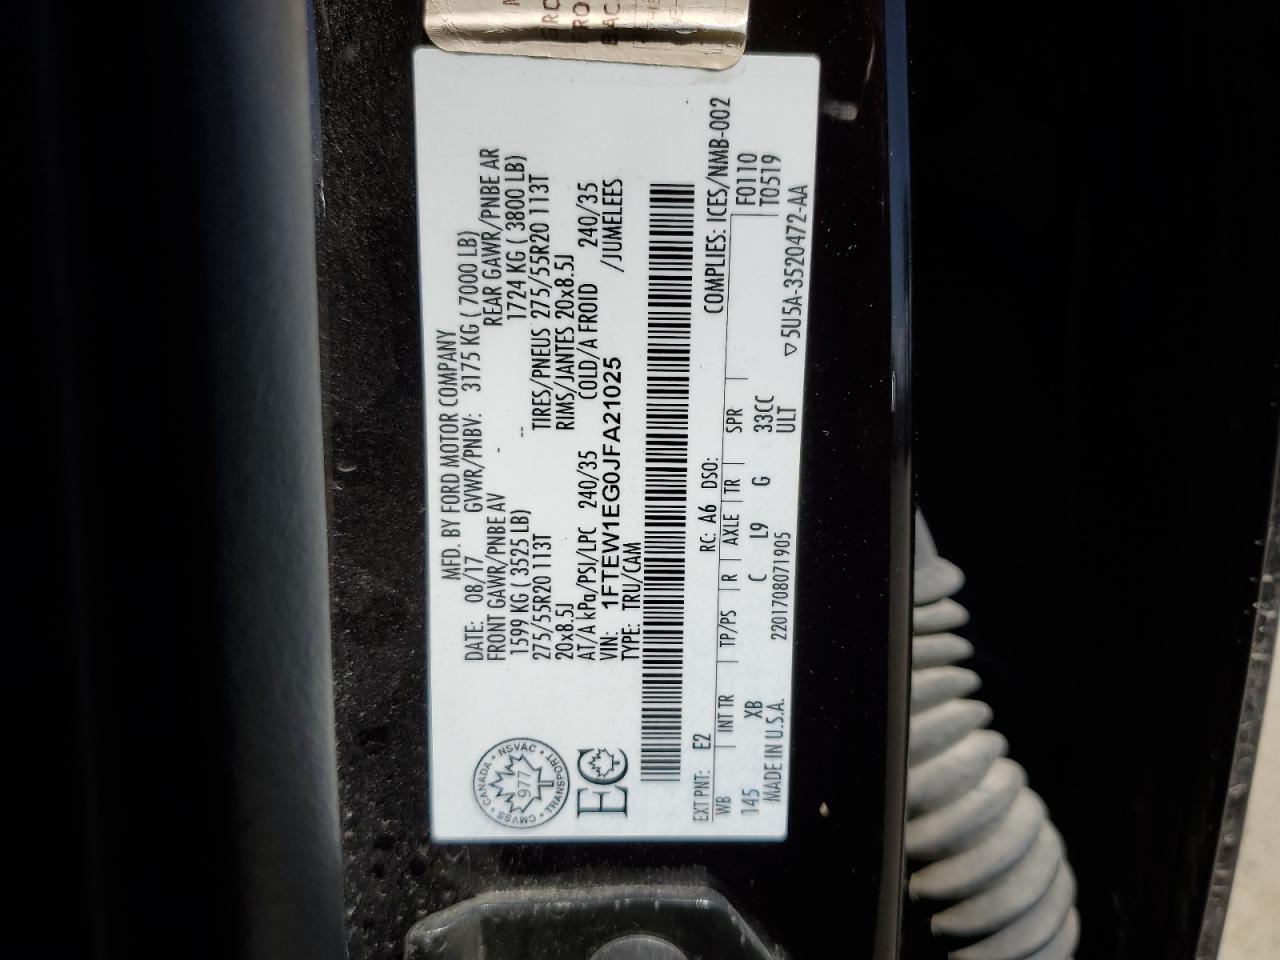 MFD. BY FORD MOTOR COMPANY
DATE: 08/17 GVWR/PNBV: 3175 KG ( 7000 LB)
FRONT GAWR/PNBE AV - REAR GAWR/PNBE AR
1599 KG ( 3525 LB) -- 1724 KG ( 3800 LB)
275/55R20 113T TIRES/PNEUS 275/55R20 113T
20x8.5J RIMS/JANTES 20x8.5J
AT/A kPa/PSI/LPC 240/35 COLD/A FROID 240/35
VIN: 1FTEW1EG0JFA21025 /JUMELEES
TYPE: TRU/CAM
CANADA • NSVAC • TRANSPORT • CMVSS •
977
EC
EXT PNT: E2 RC: A6 DSO: COMPLIES: ICES/NMB-002
WB INT TR TP/PS R AXLE TR SPR F0110
145 XB C L9 G 33CC T0519
MADE IN U.S.A. 2201708071905 ULT ▽5U5A-3520472-AA